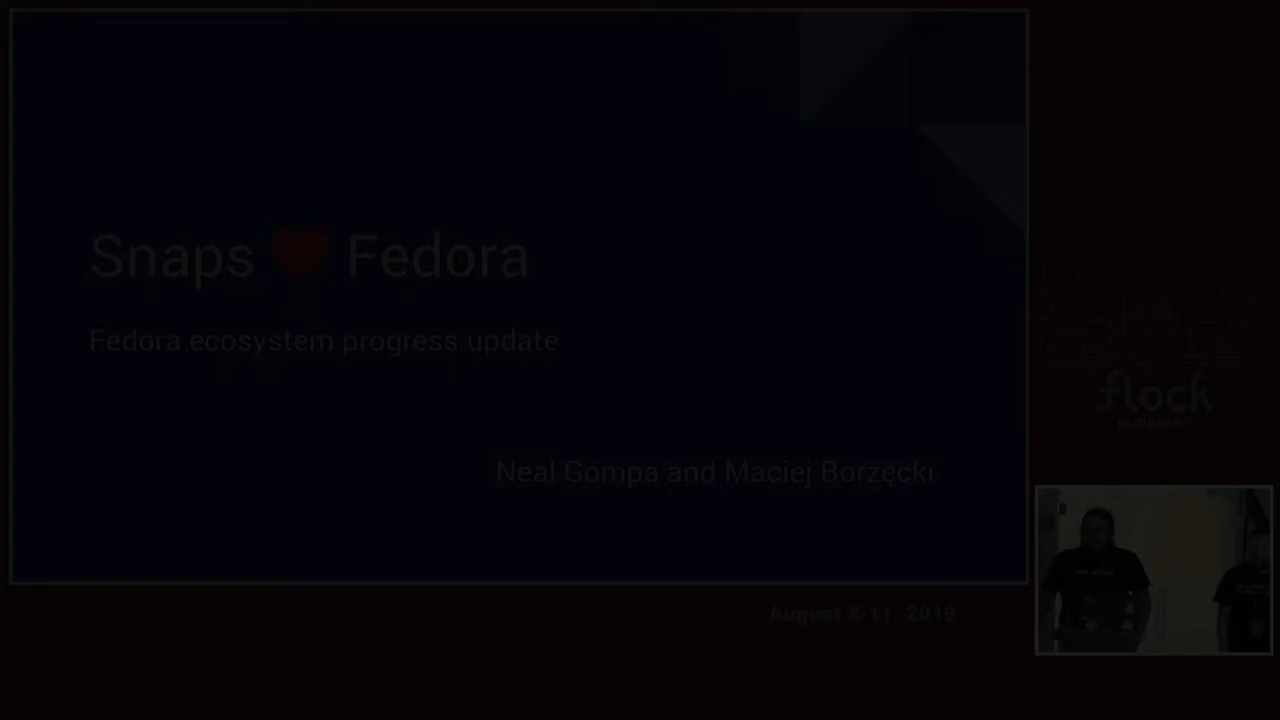 Snaps ❤ Fedora
Fedora ecosystem progress update
Neal Gompa and Maciej Borzęcki
flock
August 8-11, 2019